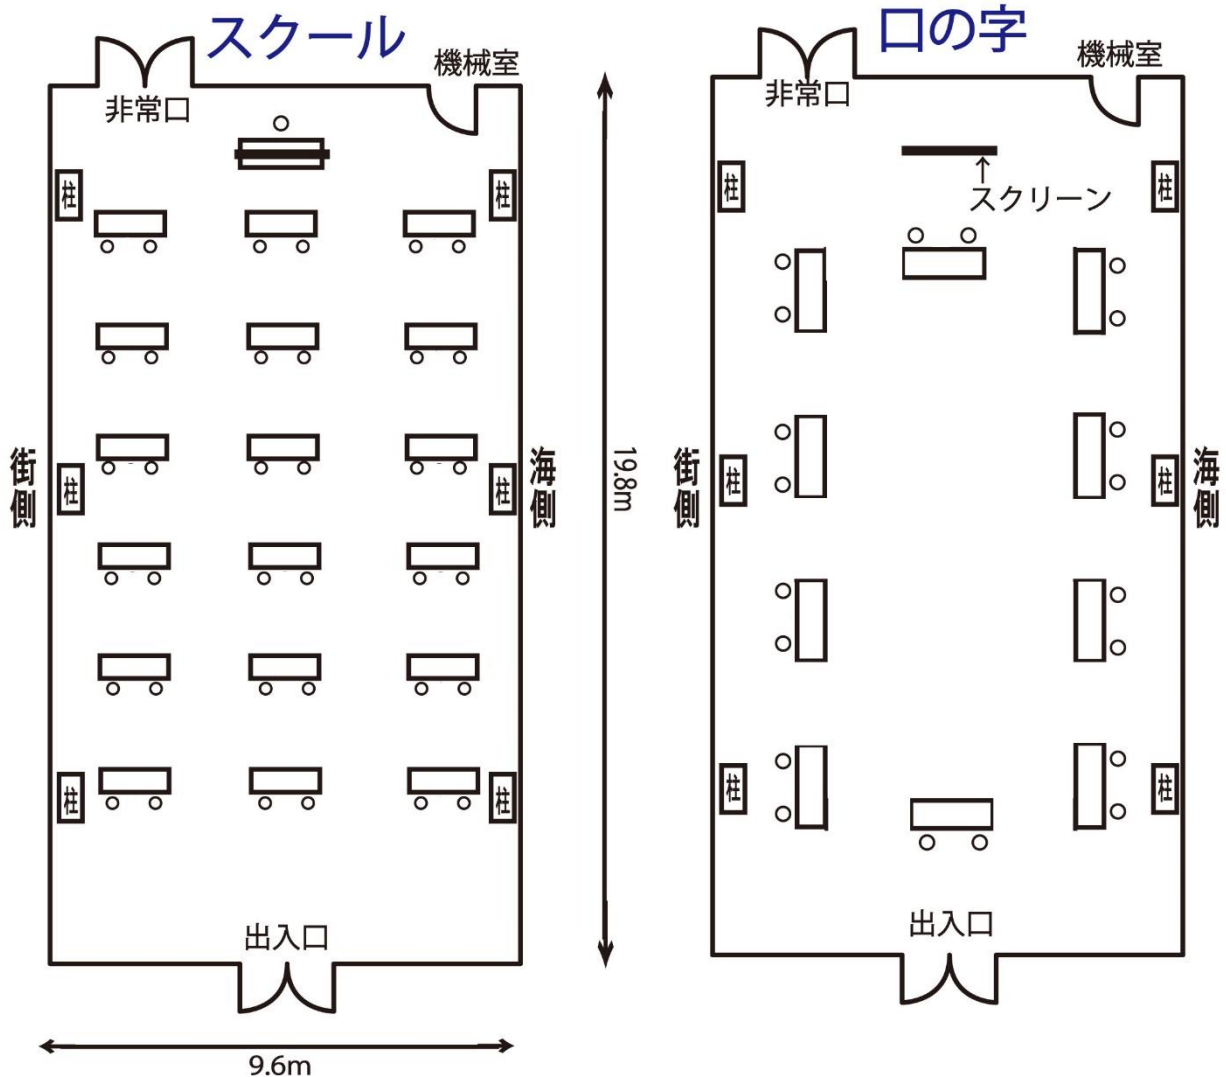 スクール
機械室
非常口
柱
柱
街側
柱
柱
海側
柱
柱
出入口
9.6m
19.8m
口の字
機械室
非常口
スクリーン
柱
柱
街側
柱
柱
海側
柱
柱
出入口